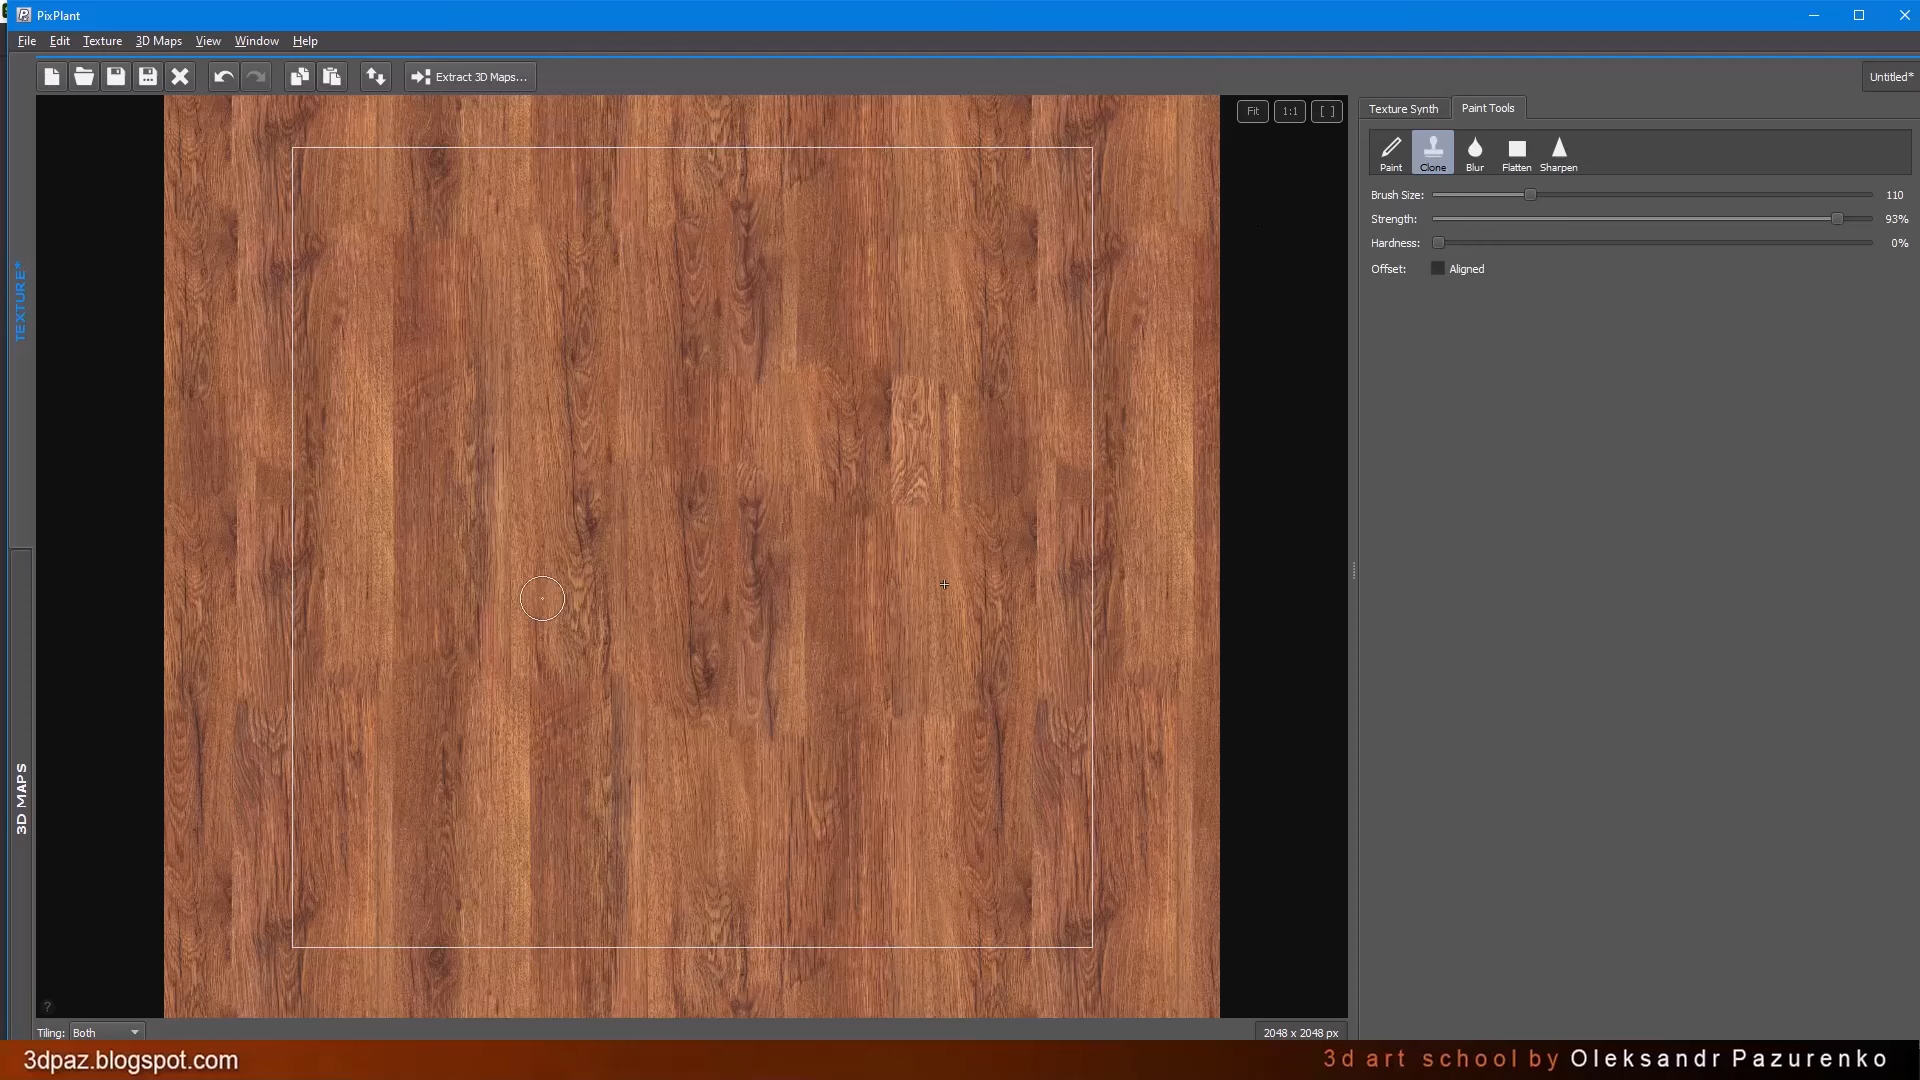 PixPlant
File Edit Texture 3D Maps View Window Help
Extract 3D Maps...
Untitled*
Fit 1:1 [ ]
Texture Synth Paint Tools
Paint Clone Blur Flatten Sharpen
Brush Size: 110
Strength: 93%
Hardness: 0%
Offset: Aligned
TEXTURE*
3D MAPS
?
Tiling: Both
2048 x 2048 px
3dpaz.blogspot.com
3d art school by Oleksandr Pazurenko